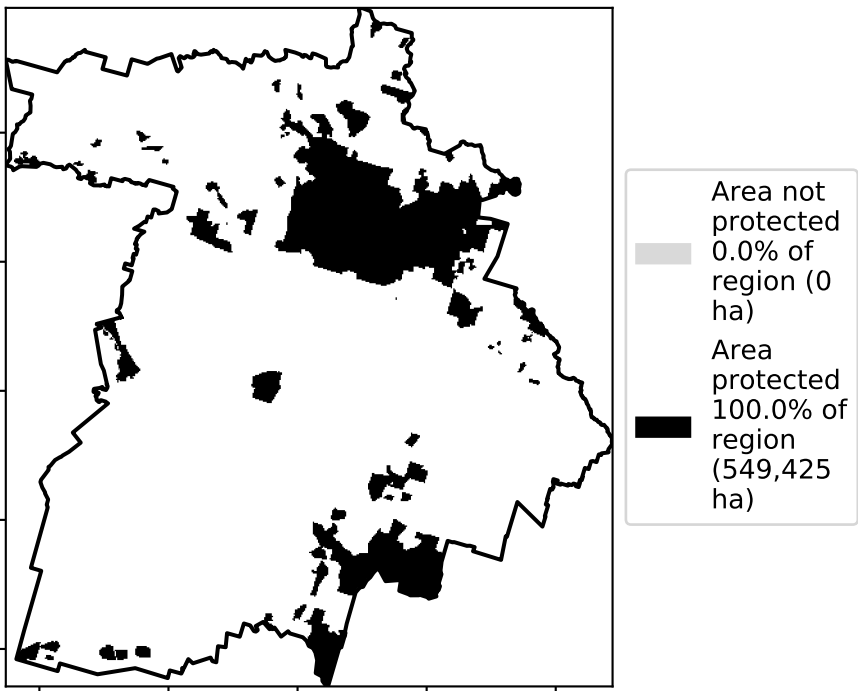 Area not
protected
0.0% of
region (0
ha)
Area
protected
100.0% of
region
(549,425
ha)